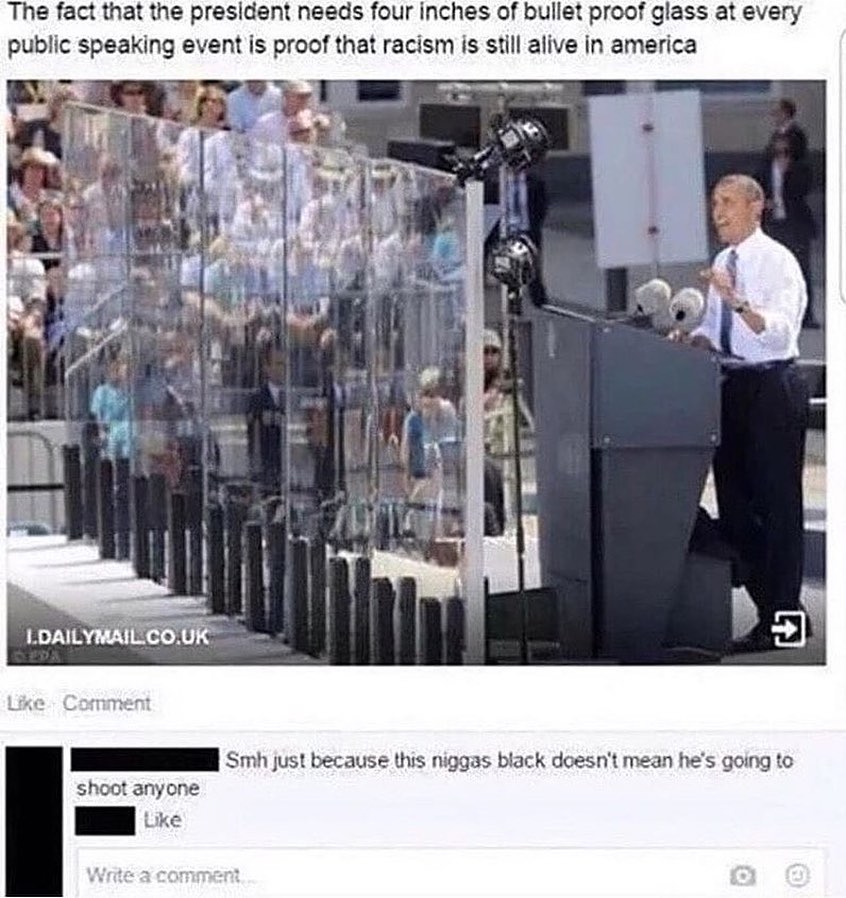 The fact that the president needs four inches of bullet proof glass at every
public speaking event is proof that racism is still alive in america
I.DAILYMAIL.CO.UK
© EPA
Like · Comment
Smh just because this niggas black doesn't mean he's going to
shoot anyone
Like
Write a comment...